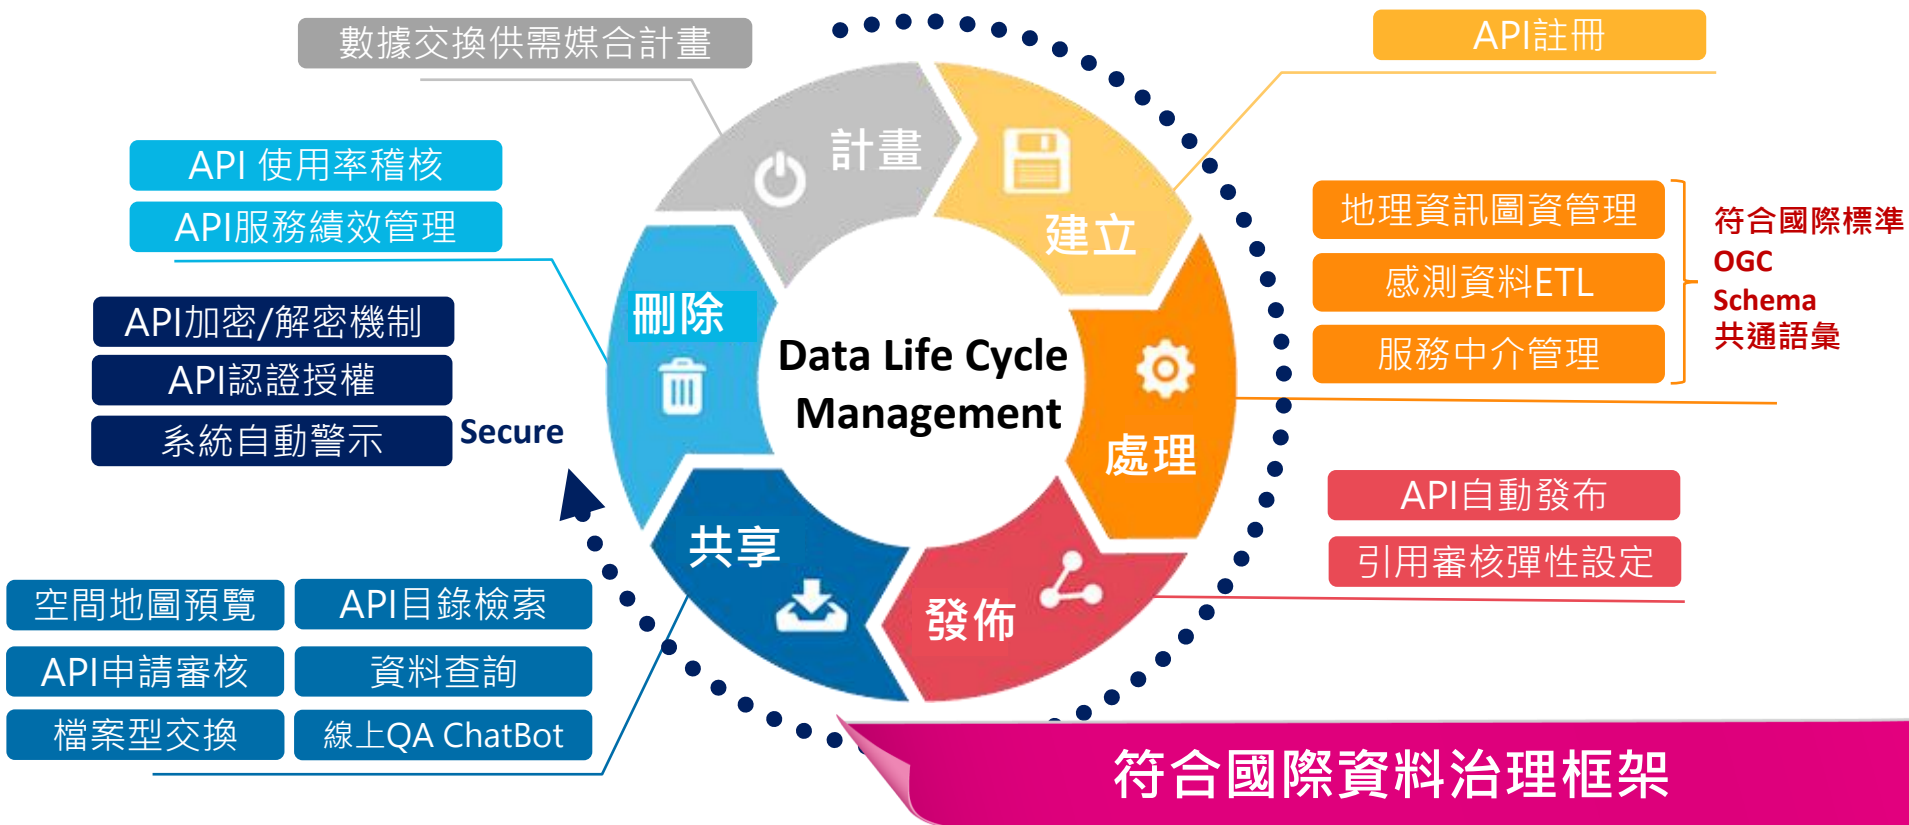 數據交換供需媒合計畫
API註冊
計畫
建立
API 使用率稽核
API服務績效管理
地理資訊圖資管理
感測資料ETL
服務中介管理
符合國際標準
OGC
Schema
共通語彙
刪除
Data Life Cycle
Management
處理
API加密/解密機制
API認證授權
系統自動警示
Secure
API自動發布
引用審核彈性設定
共享
發佈
空間地圖預覽
API目錄檢索
API申請審核
資料查詢
檔案型交換
線上QA ChatBot
符合國際資料治理框架